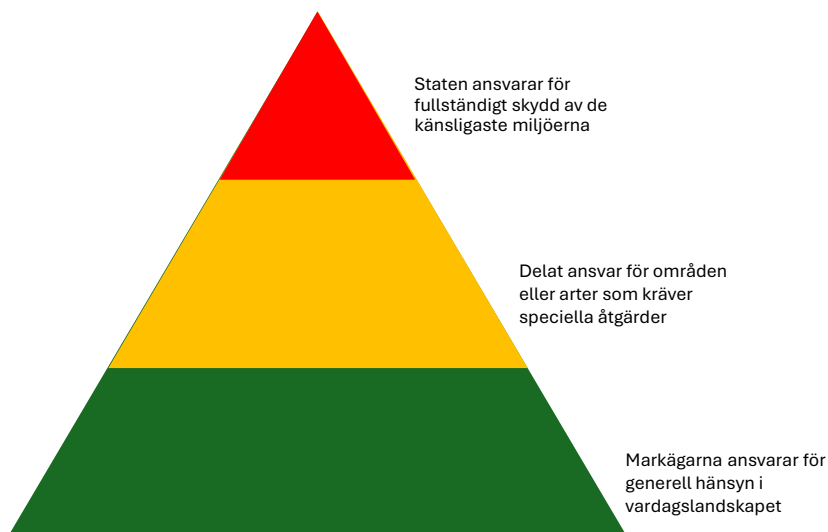 Staten ansvarar för
fullständigt skydd av de
känsligaste miljöerna
Delat ansvar för områden
eller arter som kräver
speciella åtgärder
Markägarna ansvarar för
generell hänsyn i
vardagslandskapet